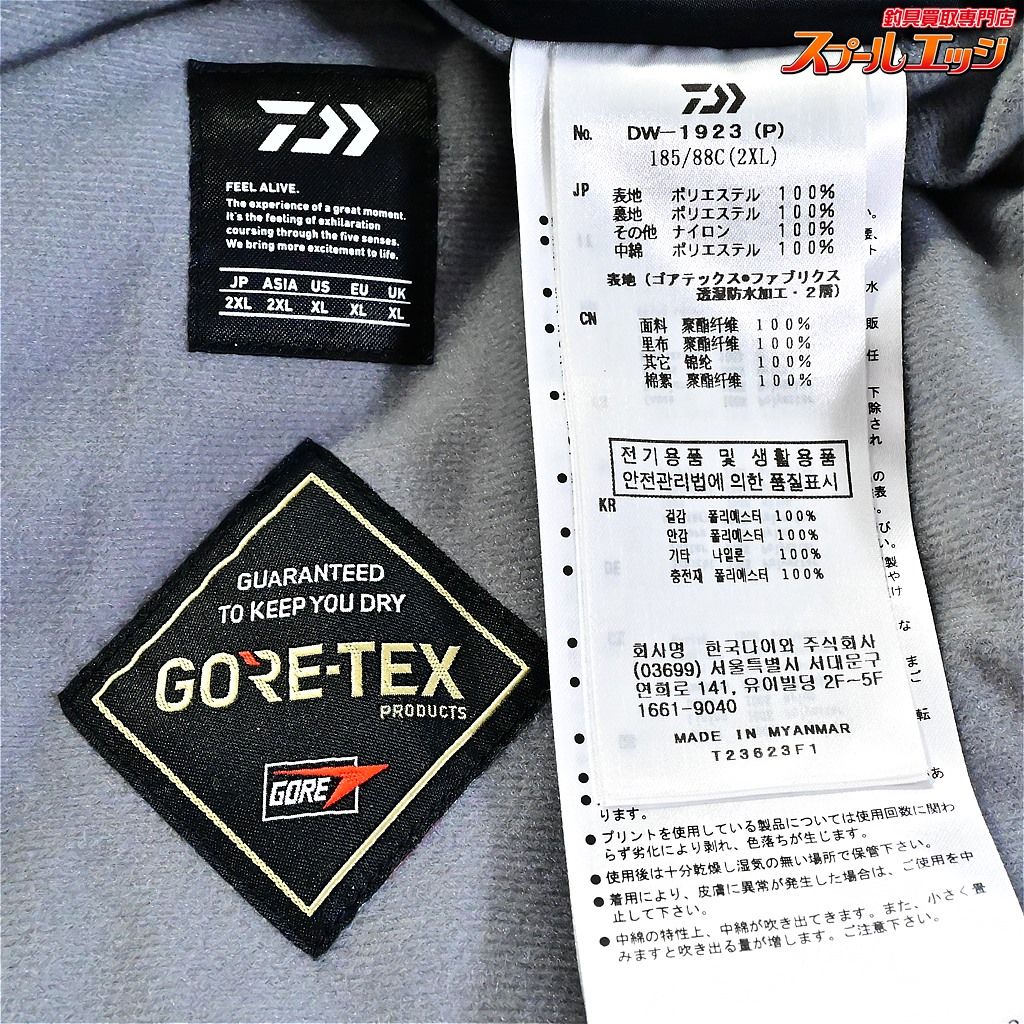 釣具買取専門店
スプールエッジ
FEEL ALIVE.
The experience of a great moment.
It's the feeling of exhilaration
coursing through the five senses.
We bring more excitement to life.
JP ASIA US EU UK
2XL 2XL XL XL XL
GUARANTEED
TO KEEP YOU DRY
GORE-TEX
PRODUCTS
GORE
No. DW-1923 (P)
185/88C(2XL)
JP 表地 ポリエステル 100%
裏地 ポリエステル 100%
その他 ナイロン 100%
中綿 ポリエステル 100%
表地(ゴアテックス®ファブリクス
透湿防水加工・2層)
CN 面料 聚酯纤维 100%
里布 聚酯纤维 100%
其它 锦纶 100%
棉絮 聚酯纤维 100%
전기용품 및 생활용품
안전관리법에 의한 품질표시
KR
겉감 폴리에스터 100%
안감 폴리에스터 100%
기타 나일론 100%
충전재 폴리에스터 100%
회사명 한국다이와 주식회사
(03699) 서울특별시 서대문구
연희로 141, 유이빌딩 2F~5F
1661-9040
MADE IN MYANMAR
T23623F1
ります。
●プリントを使用している製品については使用回数に関わ
らず劣化により剥れ、色落ちが生じます。
●使用後は十分乾燥し湿気の無い場所で保管下さい。
●着用により、皮膚に異常が発生した場合は、ご使用を中
止して下さい。
●中綿の特性上、中綿が吹き出てきます。また、小さく畳
みますと吹き出る量が増します。ご注意下さい。